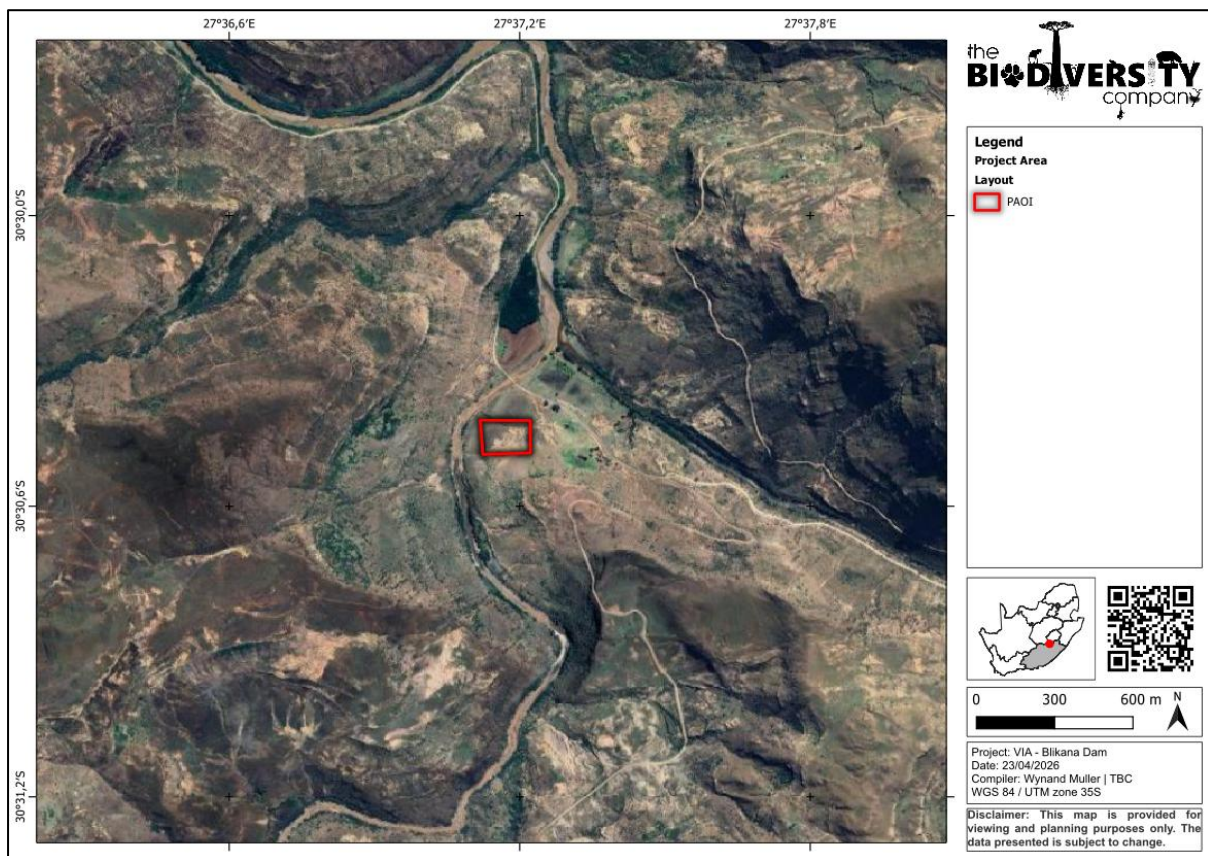 27°36,6'E 27°37,2'E 27°37,8'E
30°30,0'S
30°30,6'S
30°31,2'S
the
BIODIVERSITY
company
Legend
Project Area
Layout
PAOI
0 300 600 m N
Project: VIA - Blikana Dam
Date: 23/04/2026
Compiler: Wynand Muller | TBC
WGS 84 / UTM zone 35S
Disclaimer: This map is provided for
viewing and planning purposes only. The
data presented is subject to change.